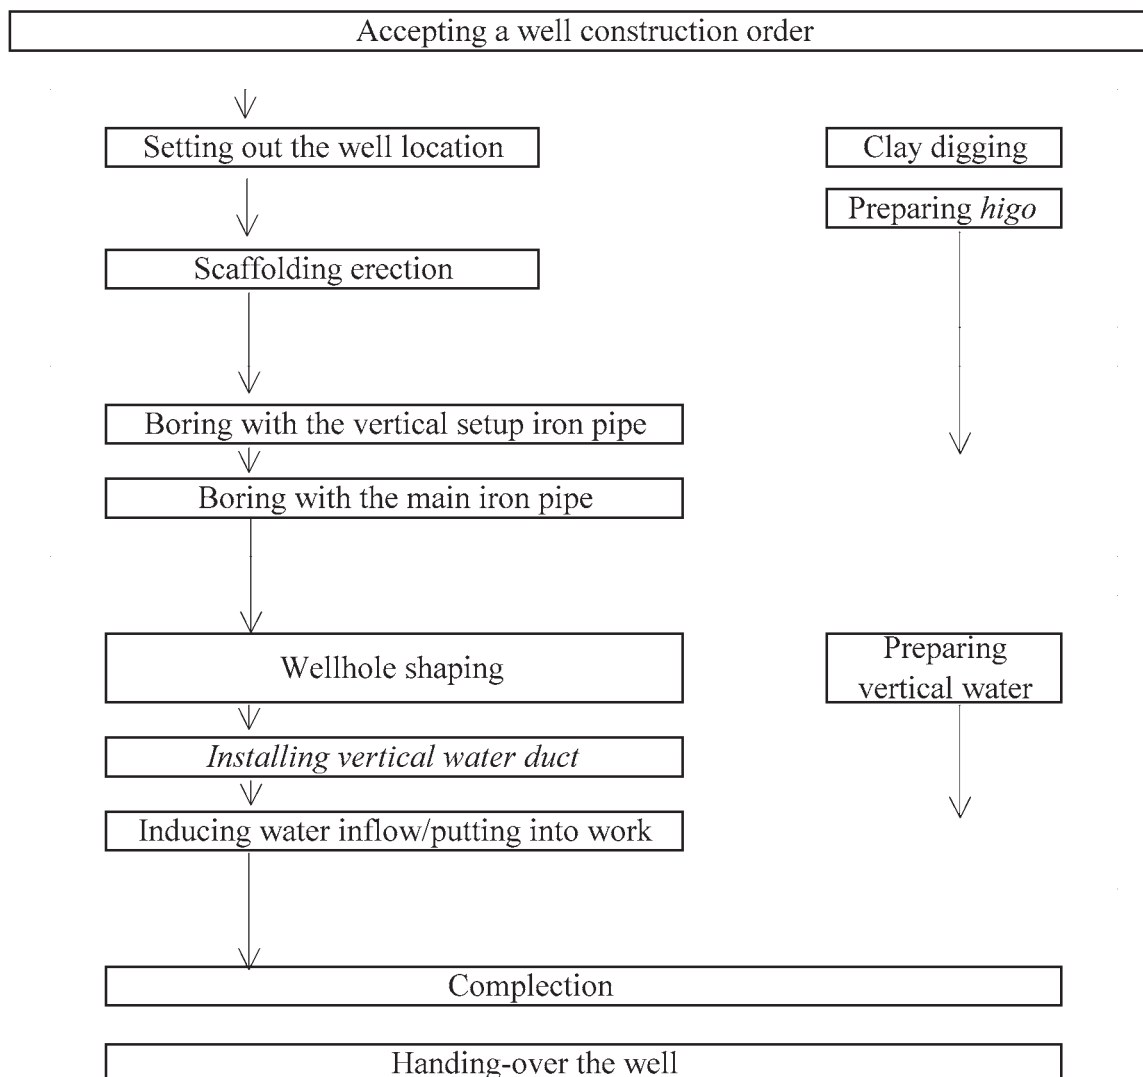 Accepting a well construction order
Setting out the well location
Clay digging
Preparing higo
Scaffolding erection
Boring with the vertical setup iron pipe
Boring with the main iron pipe
Wellhole shaping
Preparing
vertical water
Installing vertical water duct
Inducing water inflow/putting into work
Complection
Handing-over the well